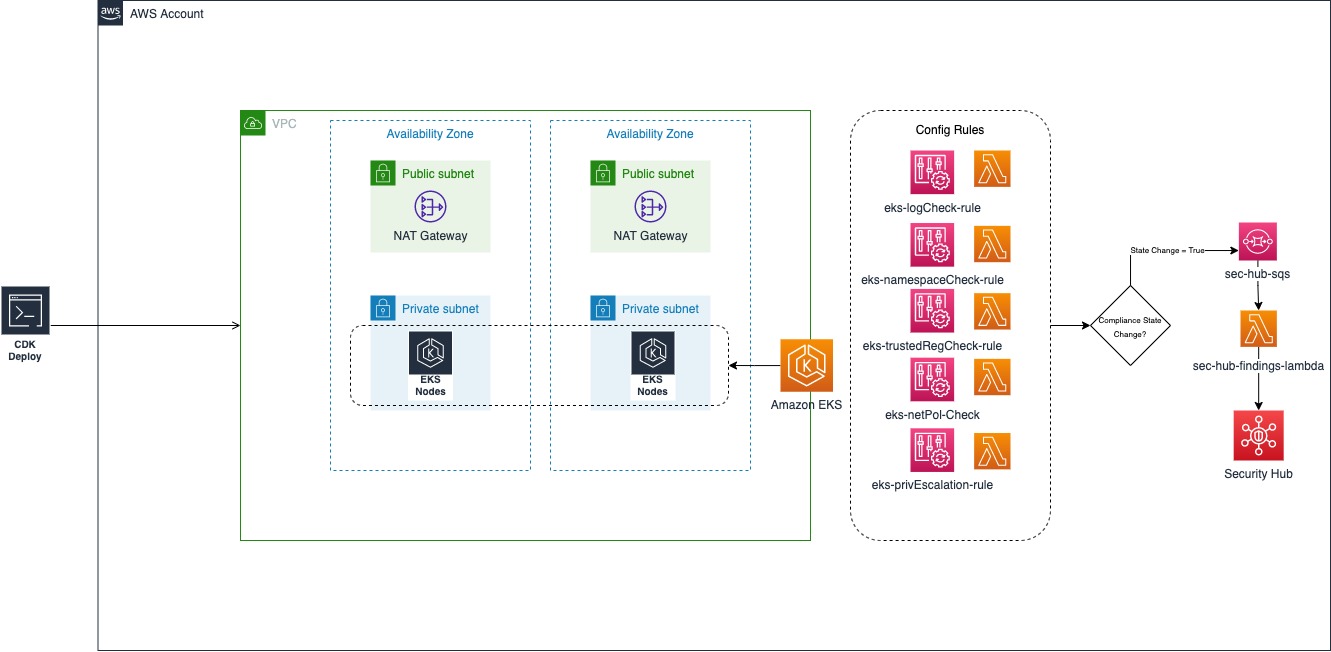 aws
AWS Account
VPC
Availability Zone
Availability Zone
Public subnet
Public subnet
NAT Gateway
NAT Gateway
Private subnet
Private subnet
EKS
Nodes
EKS
Nodes
CDK
Deploy
Amazon EKS
Config Rules
eks-logCheck-rule
eks-namespaceCheck-rule
eks-trustedRegCheck-rule
eks-netPol-Check
eks-privEscalation-rule
Compliance State
Change?
State Change = True
sec-hub-sqs
sec-hub-findings-lambda
Security Hub